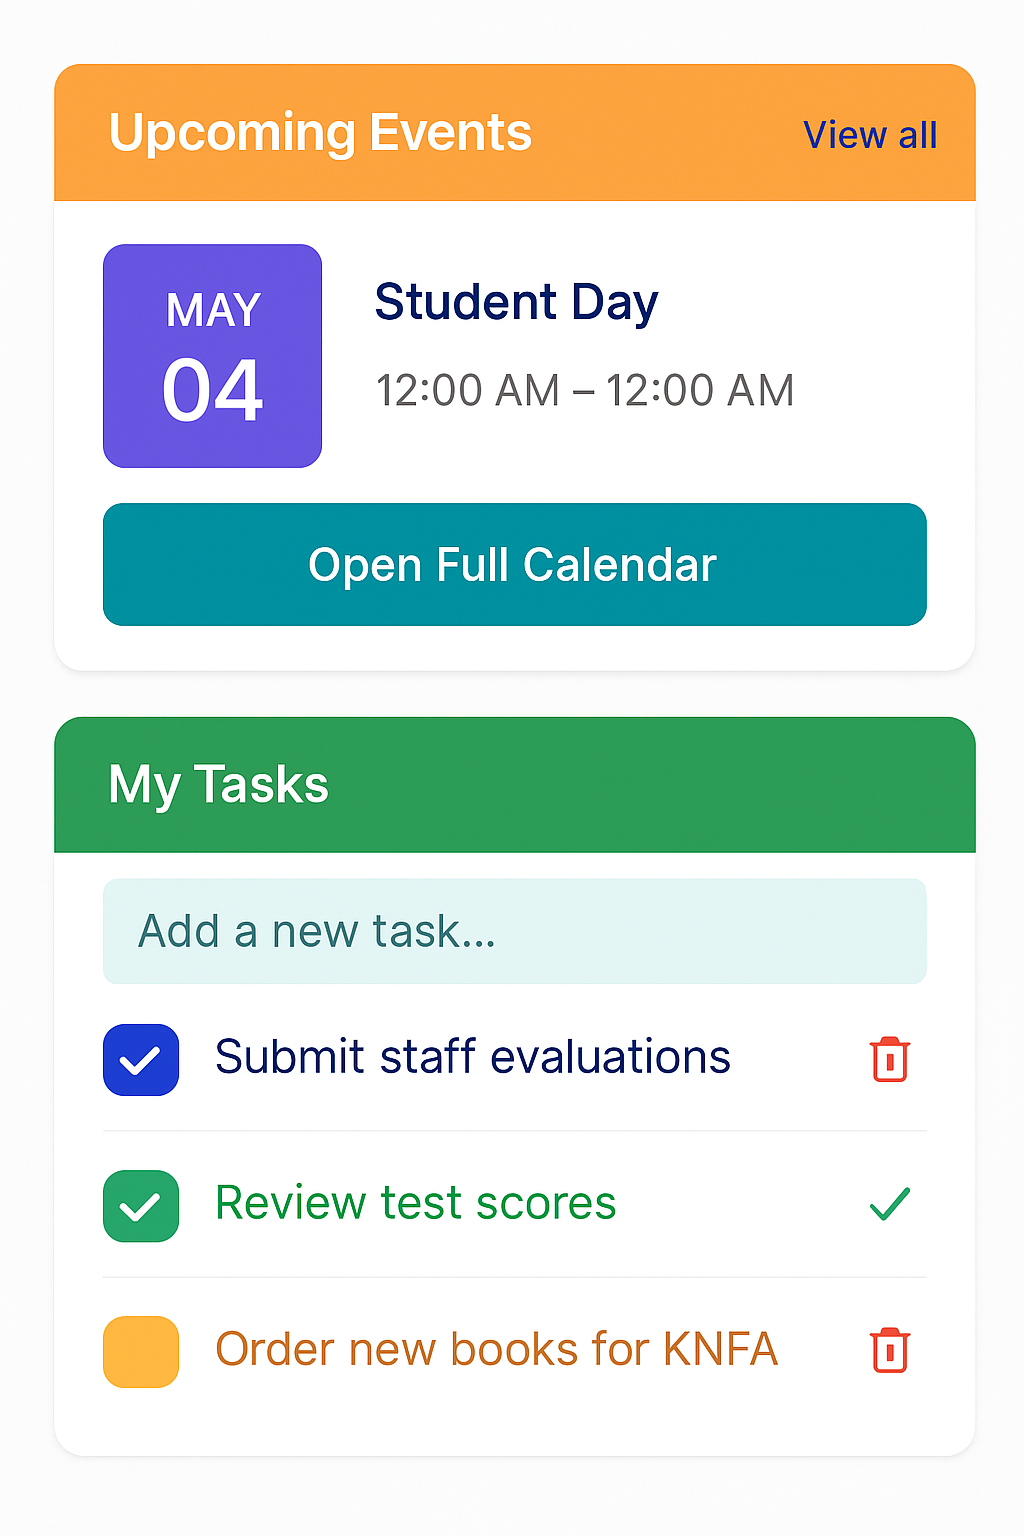 Upcoming Events
View all
MAY
04
Student Day
12:00 AM – 12:00 AM
Open Full Calendar
My Tasks
Add a new task...
Submit staff evaluations
Review test scores
Order new books for KNFA